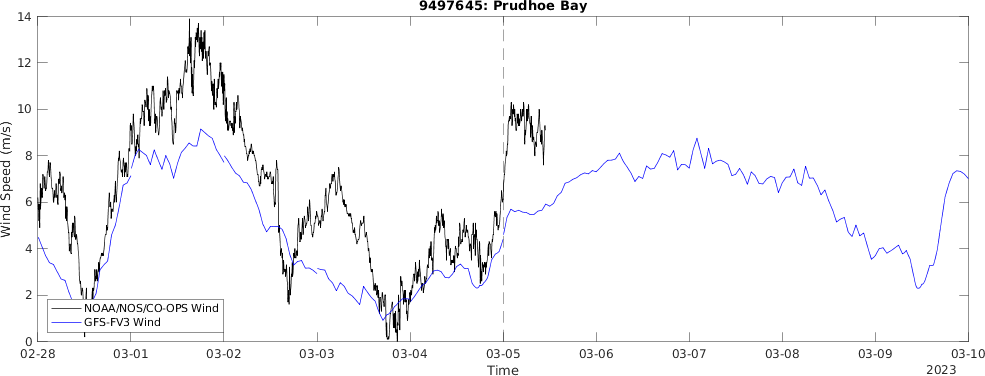 9497645: Prudhoe Bay
Wind Speed (m/s)
14
12
10
8
6
4
2
0
NOAA/NOS/CO-OPS Wind
GFS-FV3 Wind
02-28 03-01 03-02 03-03 03-04 03-05 03-06 03-07 03-08 03-09 03-10
Time
2023